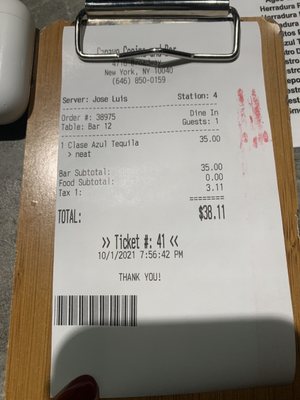 New York, NY 10040
(646) 850-0159
Server: Jose Luis Station: 4
Order #: 38975 Dine In
Table: Bar 12 Guests: 1
1 Clase Azul Tequila 35.00
> neat
Bar Subtotal: 35.00
Food Subtotal: 0.00
Tax 1: 3.11
=======
TOTAL: $38.11
>> Ticket #: 41 <<
10/1/2021 7:56:42 PM
THANK YOU!
Herradura
Herradura